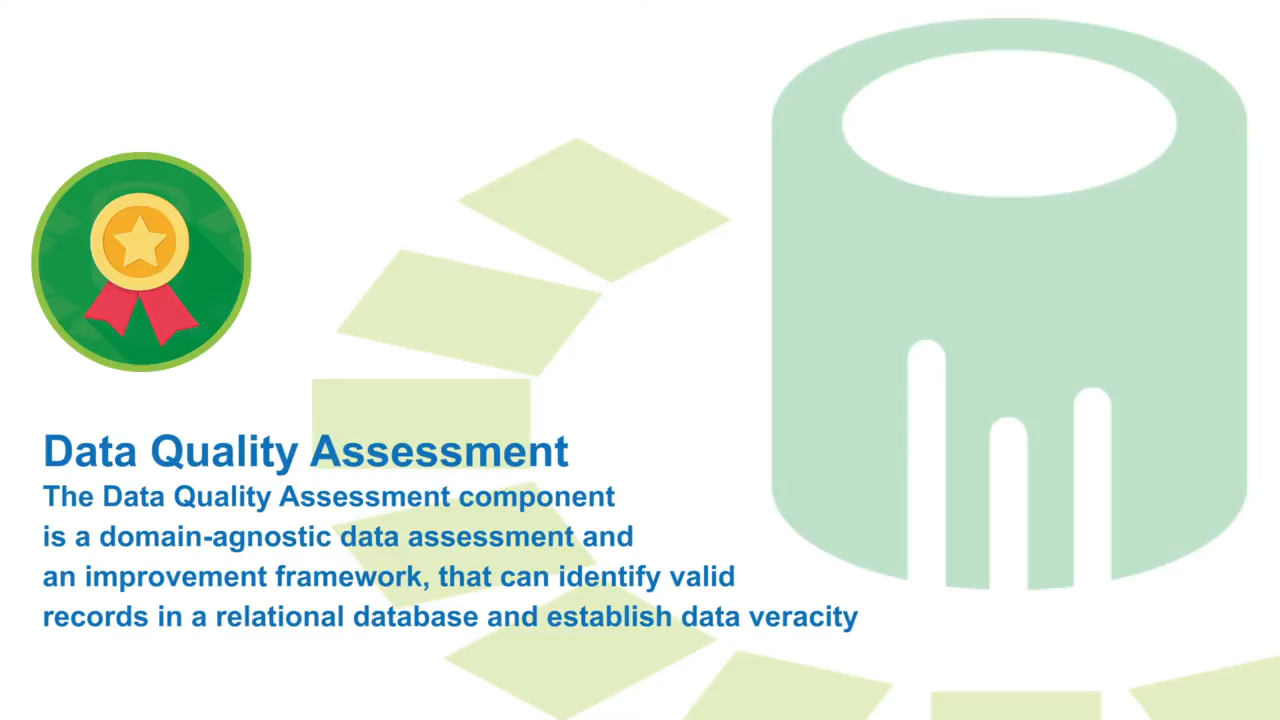 Data Quality Assessment
The Data Quality Assessment component
is a domain-agnostic data assessment and
an improvement framework, that can identify valid
records in a relational database and establish data veracity